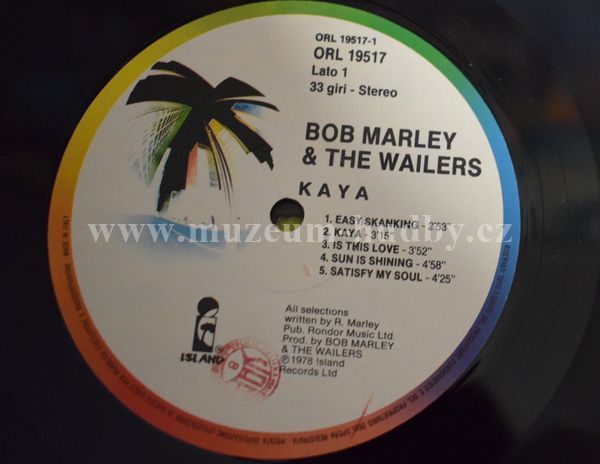 ORL 19517-1
ORL 19517
Lato 1
33 giri - Stereo
BOB MARLEY
& THE WAILERS
KAYA
1. EASY SKANKING - 2'53"
2. KAYA - 3'15"
3. IS THIS LOVE - 3'52"
4. SUN IS SHINING - 4'58"
5. SATISFY MY SOUL - 4'25"
www.muzeum
by.cz
All selections
written by R. Marley
Pub. Rondor Music Ltd.
Prod. by BOB MARLEY
& THE WAILERS
℗ 1978 Island
Records Ltd
ISLAND